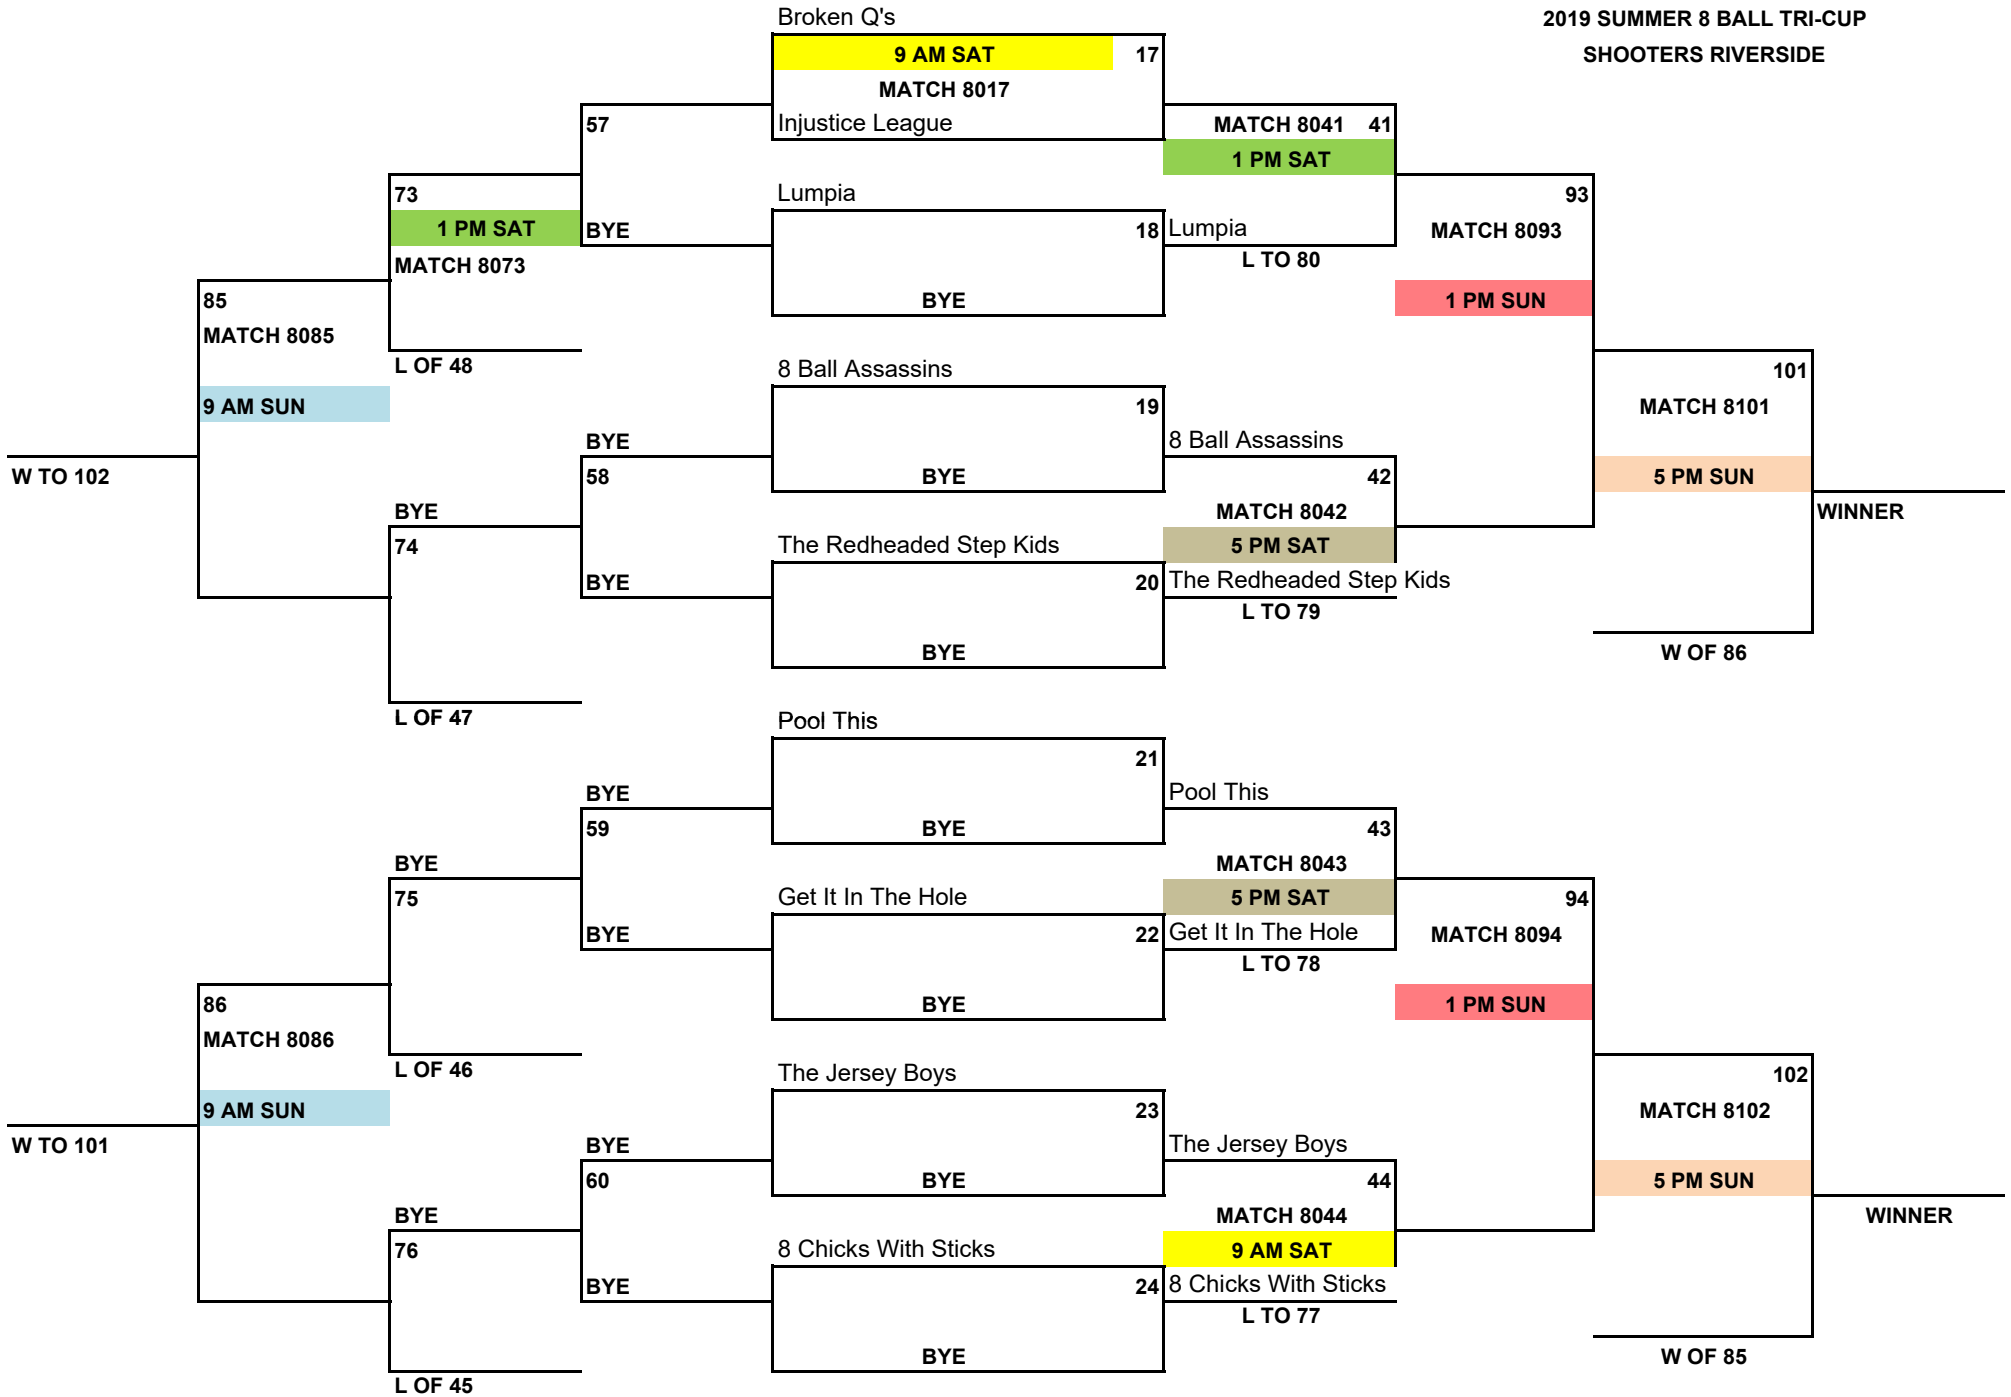 Broken Q's
2019 SUMMER 8 BALL TRI-CUP
9 AM SAT
17
SHOOTERS RIVERSIDE
MATCH 8017
57
Injustice League
MATCH 8041
41
1 PM SAT
73
Lumpia
93
1 PM SAT
BYE
18
Lumpia
MATCH 8093
MATCH 8073
L TO 80
85
BYE
1 PM SUN
MATCH 8085
L OF 48
8 Ball Assassins
101
9 AM SUN
19
MATCH 8101
BYE
8 Ball Assassins
W TO 102
58
BYE
42
5 PM SUN
BYE
MATCH 8042
WINNER
74
The Redheaded Step Kids
5 PM SAT
BYE
20
The Redheaded Step Kids
L TO 79
BYE
W OF 86
L OF 47
Pool This
21
BYE
Pool This
59
BYE
43
BYE
MATCH 8043
75
Get It In The Hole
5 PM SAT
94
BYE
22
Get It In The Hole
MATCH 8094
L TO 78
86
BYE
1 PM SUN
MATCH 8086
L OF 46
The Jersey Boys
102
9 AM SUN
23
MATCH 8102
W TO 101
BYE
The Jersey Boys
60
BYE
44
5 PM SUN
BYE
MATCH 8044
WINNER
76
8 Chicks With Sticks
9 AM SAT
BYE
24
8 Chicks With Sticks
L TO 77
BYE
W OF 85
L OF 45